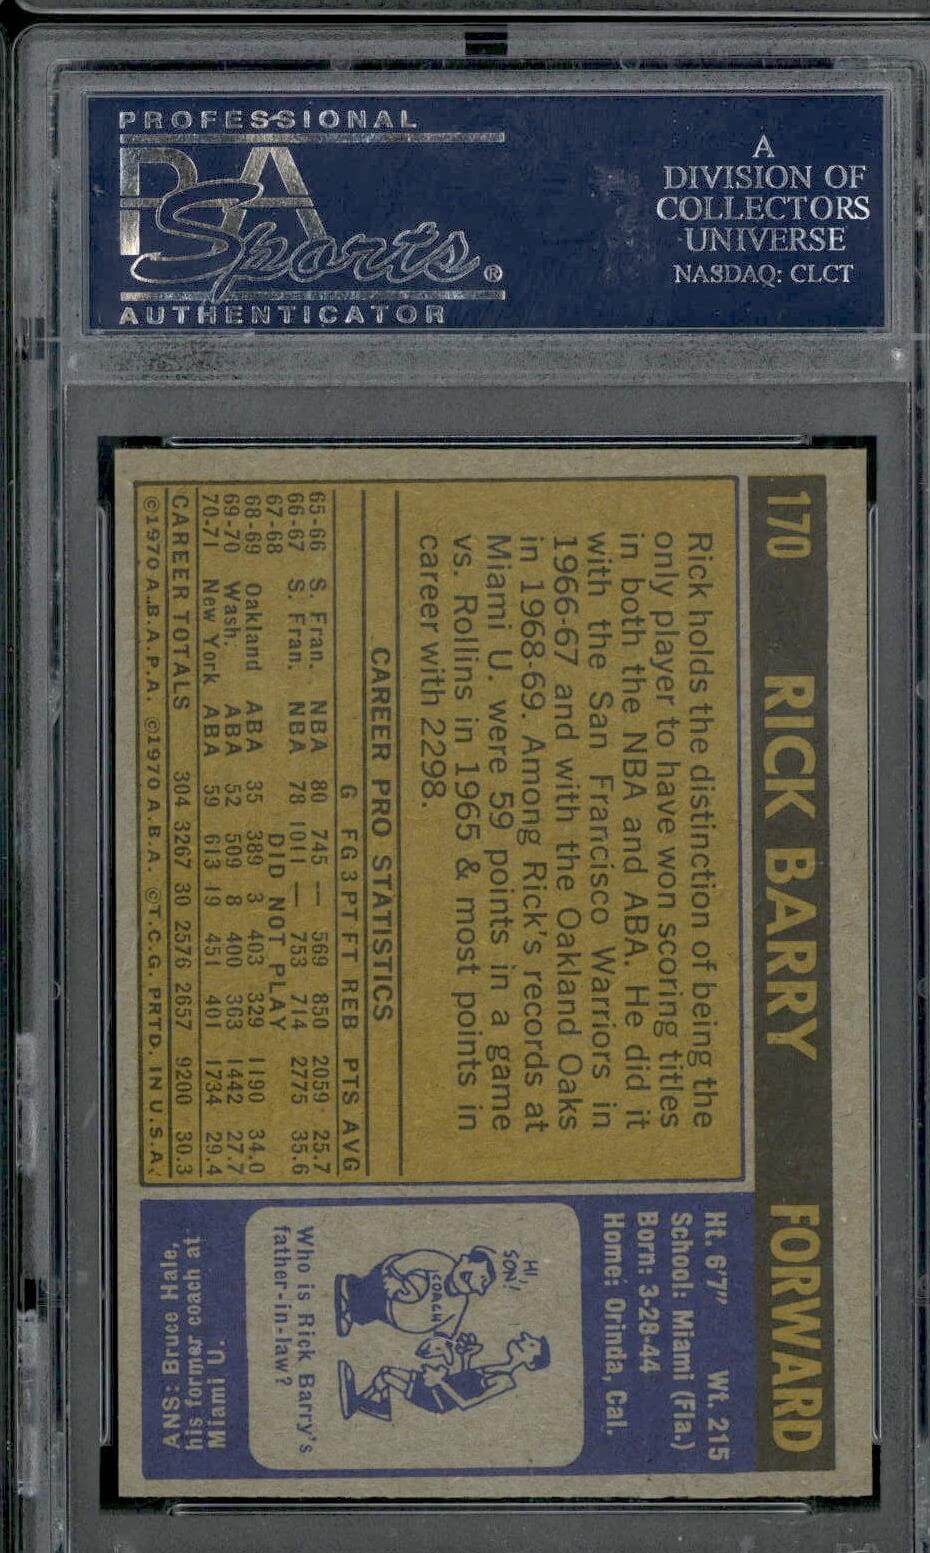 PROFESSIONAL
PSA
Sports®
AUTHENTICATOR
A
DIVISION OF
COLLECTORS
UNIVERSE
NASDAQ: CLCT
170 RICK BARRY FORWARD
Rick holds the distinction of being the
only player to have won scoring titles
in both the NBA and ABA. He did it
with the San Francisco Warriors in
1966-67 and with the Oakland Oaks
in 1968-69. Among Rick's records at
Miami U. were 59 points in a game
vs. Rollins in 1965 & most points in
career with 2298.
CAREER PRO STATISTICS
G FG 3PT FT REB PTS AVG
65-66 S. Fran. NBA 80 745 — 569 850 2059 25.7
66-67 S. Fran. NBA 78 1011 — 753 714 2775 35.6
67-68 DID NOT PLAY
68-69 Oakland ABA 35 389 3 403 329 1190 34.0
69-70 Wash. ABA 52 509 8 400 363 1442 27.7
70-71 New York ABA 59 613 19 451 401 1734 29.4
CAREER TOTALS 304 3267 30 2576 2657 9200 30.3
©1970 A.B.A.P.A. ©1970 A.B.A. ©T.C.G. PRTD. IN U.S.A.
Ht. 6'7" Wt. 215
School: Miami (Fla.)
Born: 3-28-44
Home: Orinda, Cal.
HI,
SON!
COACH
Who is Rick Barry's
father-in-law?
ANS: Bruce Hale,
his former coach at
Miami U.